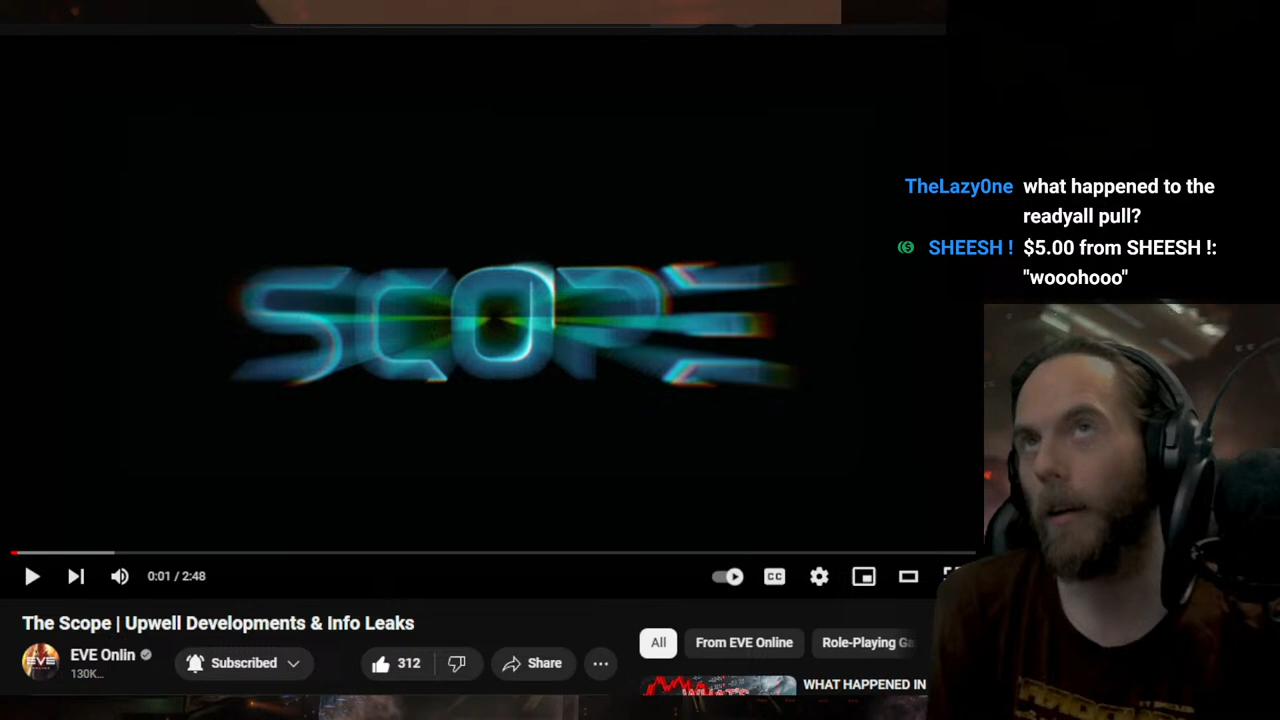 SCOPE
TheLazy0ne what happened to the
readyall pull?
SHEESH ! $5.00 from SHEESH !:
"wooohooo"
0:01 / 2:48
CC
The Scope | Upwell Developments & Info Leaks
EVE Onlin
130K...
Subscribed
312
Share
All
From EVE Online
Role-Playing Ga
WHAT HAPPENED IN
EVE